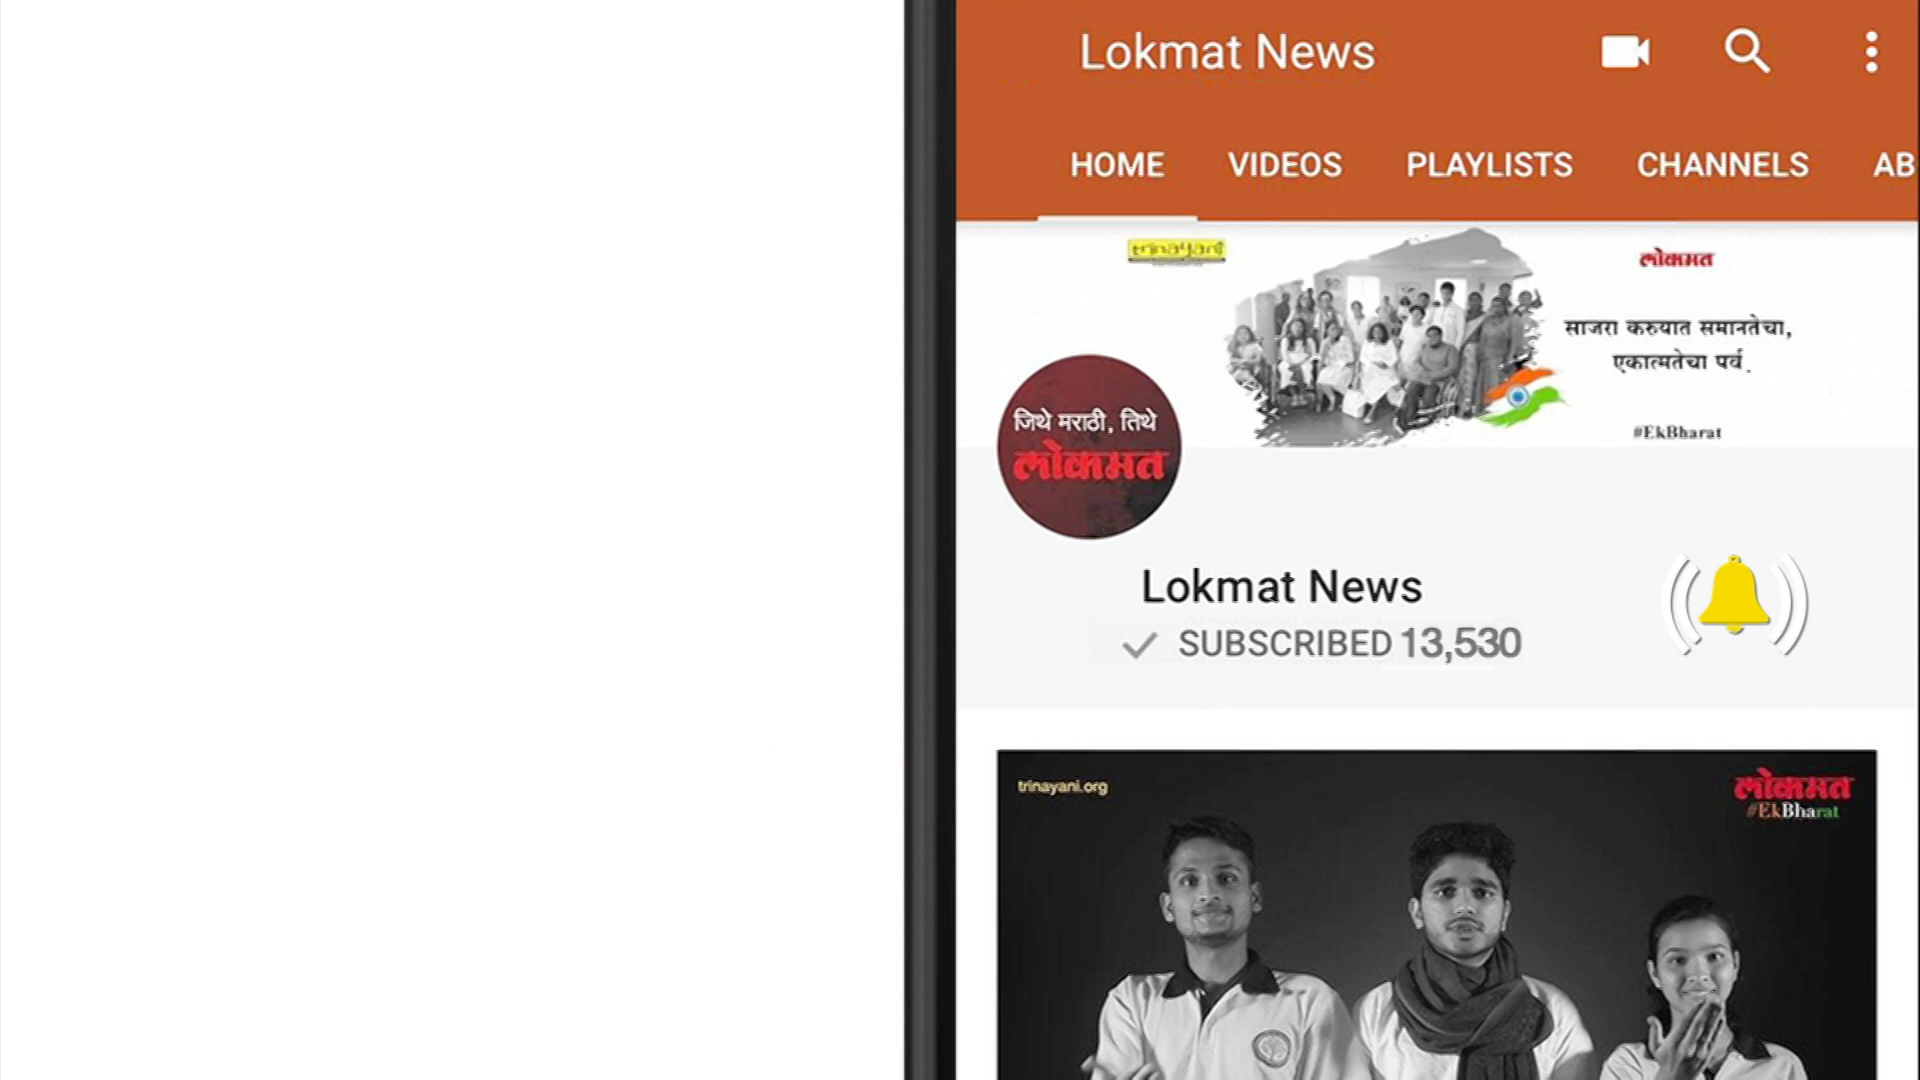 Lokmat News
HOME VIDEOS PLAYLISTS CHANNELS AB
trinayani
लोकमत
साजरा करुयात समानतेचा,
एकात्मतेचा पर्व.
#EkBharat
जिथे मराठी, तिथे
लोकमत
Lokmat News
SUBSCRIBED 13,530
trinayani.org
लोकमत
#EkBharat